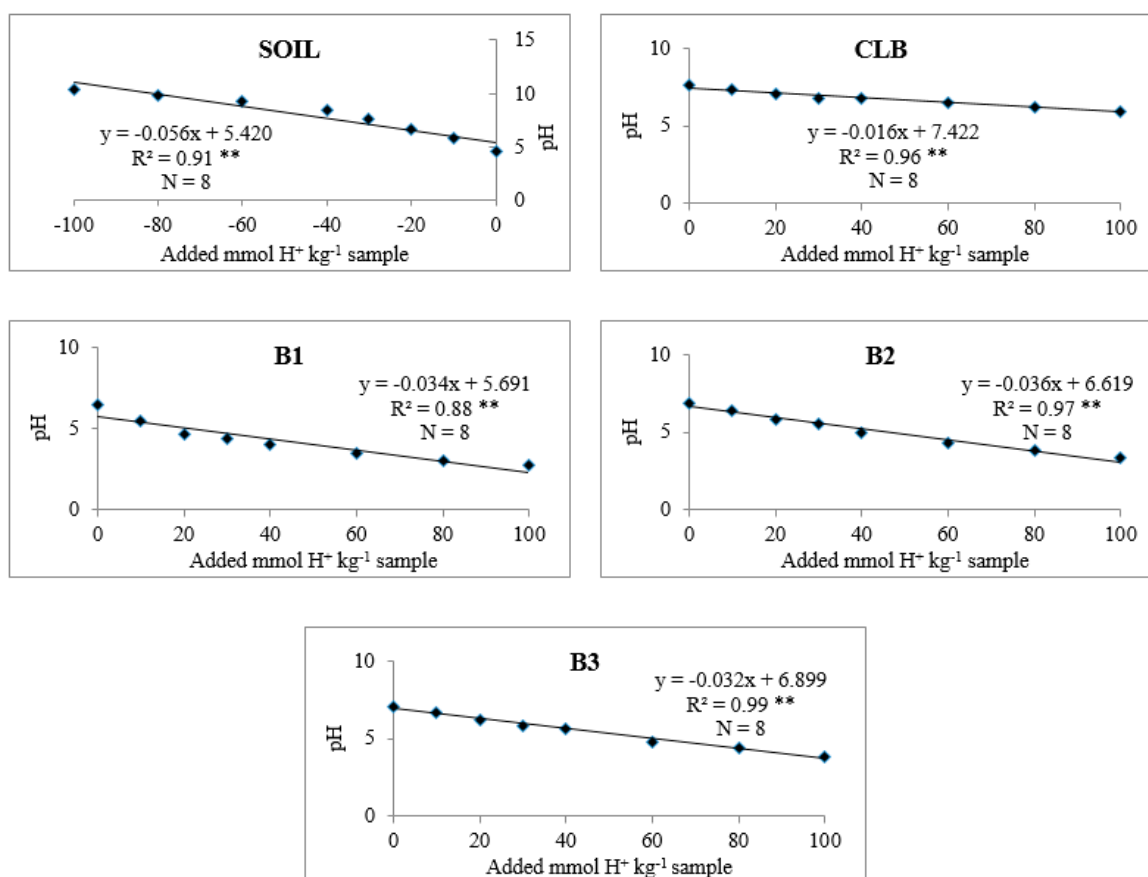 SOIL
15
10
5
0
pH
y = -0.056x + 5.420
R² = 0.91 **
N = 8
-100 -80 -60 -40 -20 0
Added mmol H⁺ kg⁻¹ sample
CLB
10
5
0
pH
y = -0.016x + 7.422
R² = 0.96 **
N = 8
0 20 40 60 80 100
Added mmol H⁺ kg⁻¹ sample
B1
10
5
0
pH
y = -0.034x + 5.691
R² = 0.88 **
N = 8
0 20 40 60 80 100
Added mmol H⁺ kg⁻¹ sample
B2
10
5
0
pH
y = -0.036x + 6.619
R² = 0.97 **
N = 8
0 20 40 60 80 100
Added mmol H⁺ kg⁻¹ sample
B3
10
5
0
pH
y = -0.032x + 6.899
R² = 0.99 **
N = 8
0 20 40 60 80 100
Added mmol H⁺ kg⁻¹ sample